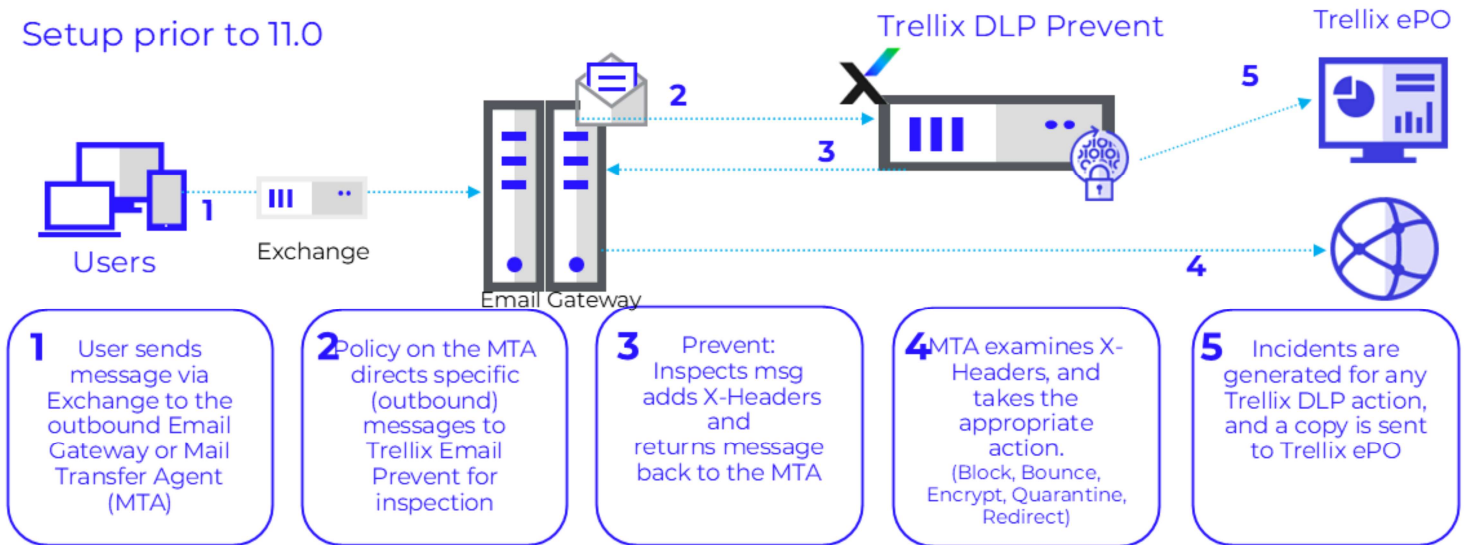 Setup prior to 11.0
Trellix DLP Prevent
Trellix ePO
2
5
3
1
4
Users
Exchange
Email Gateway
1
User sends
message via
Exchange to the
outbound Email
Gateway or Mail
Transfer Agent
(MTA)
2
Policy on the MTA
directs specific
(outbound)
messages to
Trellix Email
Prevent for
inspection
3
Prevent:
Inspects msg
adds X-Headers
and
returns message
back to the MTA
4
MTA examines X-
Headers, and
takes the
appropriate
action.
(Block, Bounce,
Encrypt, Quarantine,
Redirect)
5
Incidents are
generated for any
Trellix DLP action,
and a copy is sent
to Trellix ePO